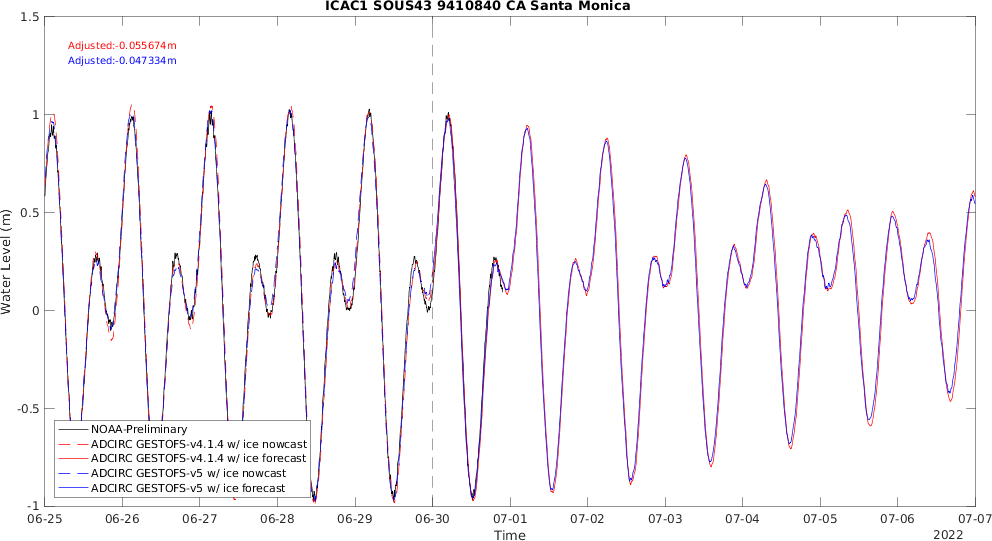 ICAC1 SOUS43 9410840 CA Santa Monica
1.5
Adjusted:-0.055674m
Adjusted:-0.047334m
1
0.5
Water Level (m)
0
-0.5
NOAA-Preliminary
ADCIRC GESTOFS-v4.1.4 w/ ice nowcast
ADCIRC GESTOFS-v4.1.4 w/ ice forecast
ADCIRC GESTOFS-v5 w/ ice nowcast
ADCIRC GESTOFS-v5 w/ ice forecast
-1
06-25 06-26 06-27 06-28 06-29 06-30 07-01 07-02 07-03 07-04 07-05 07-06 07-07
Time
2022